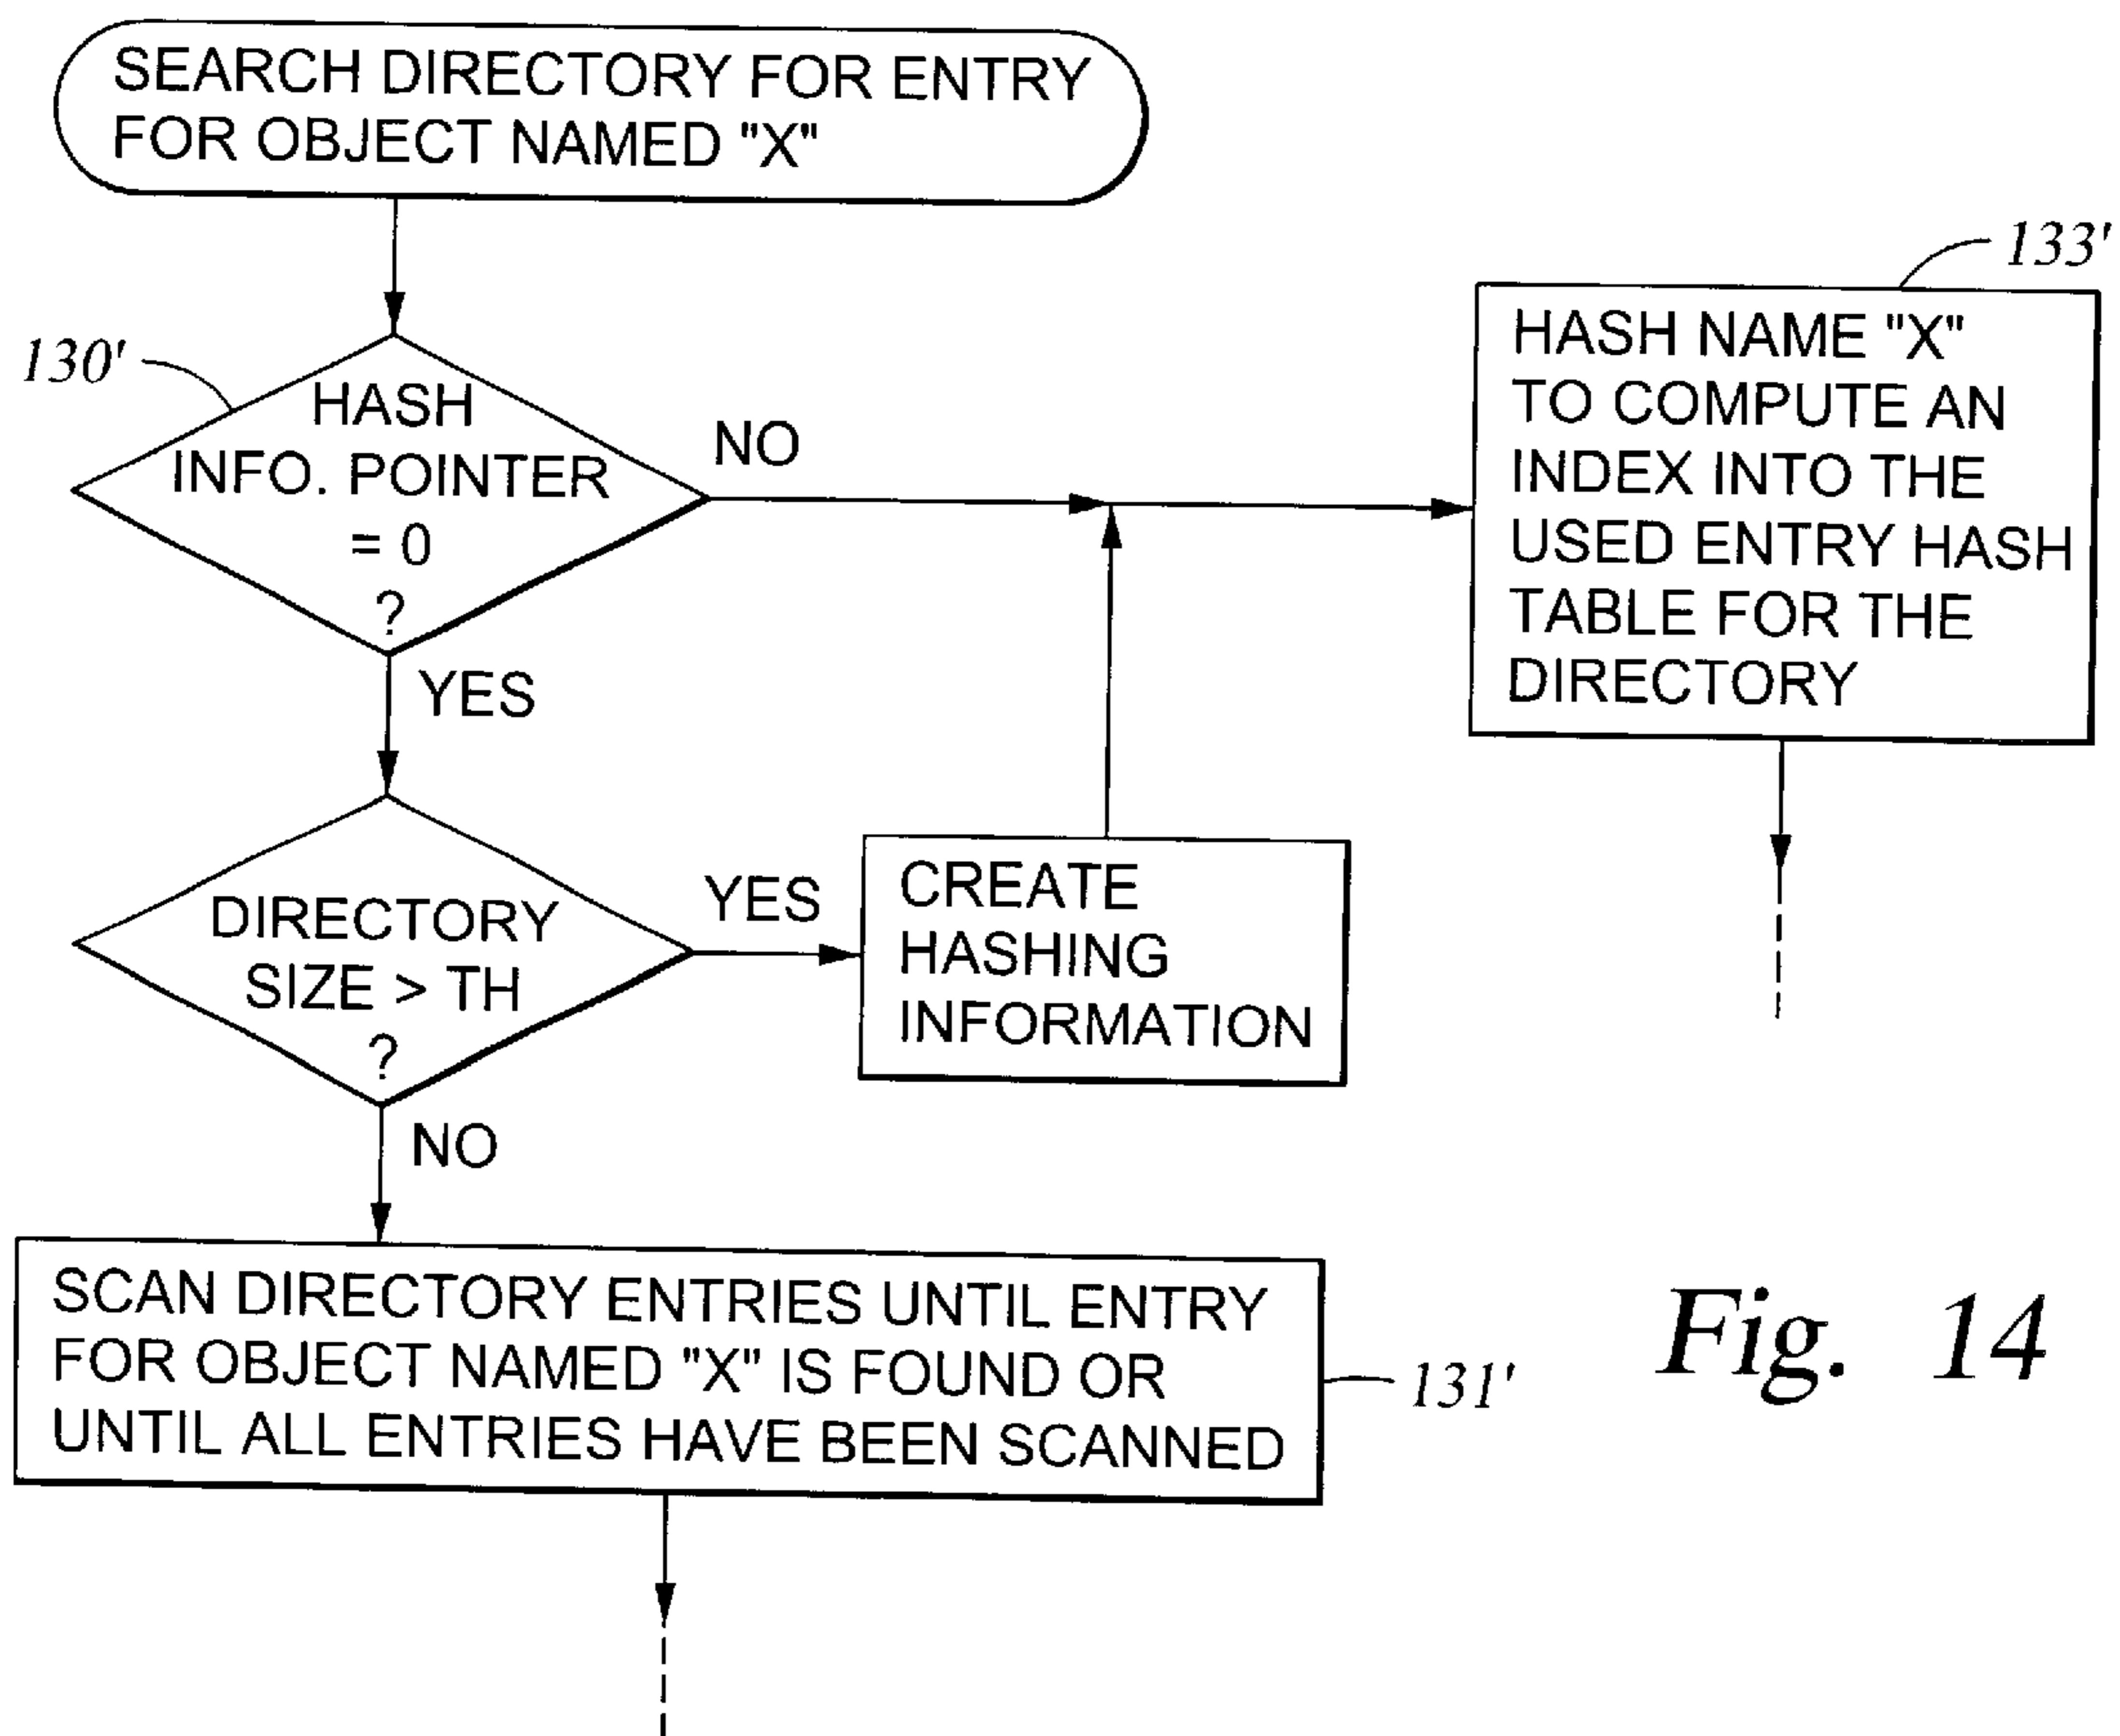 SEARCH DIRECTORY FOR ENTRY
FOR OBJECT NAMED "X"
130'
HASH
INFO. POINTER
= 0
?
NO
YES
133'
HASH NAME "X"
TO COMPUTE AN
INDEX INTO THE
USED ENTRY HASH
TABLE FOR THE
DIRECTORY
DIRECTORY
SIZE > TH
?
YES
NO
CREATE
HASHING
INFORMATION
SCAN DIRECTORY ENTRIES UNTIL ENTRY
FOR OBJECT NAMED "X" IS FOUND OR
UNTIL ALL ENTRIES HAVE BEEN SCANNED
131'
Fig. 14